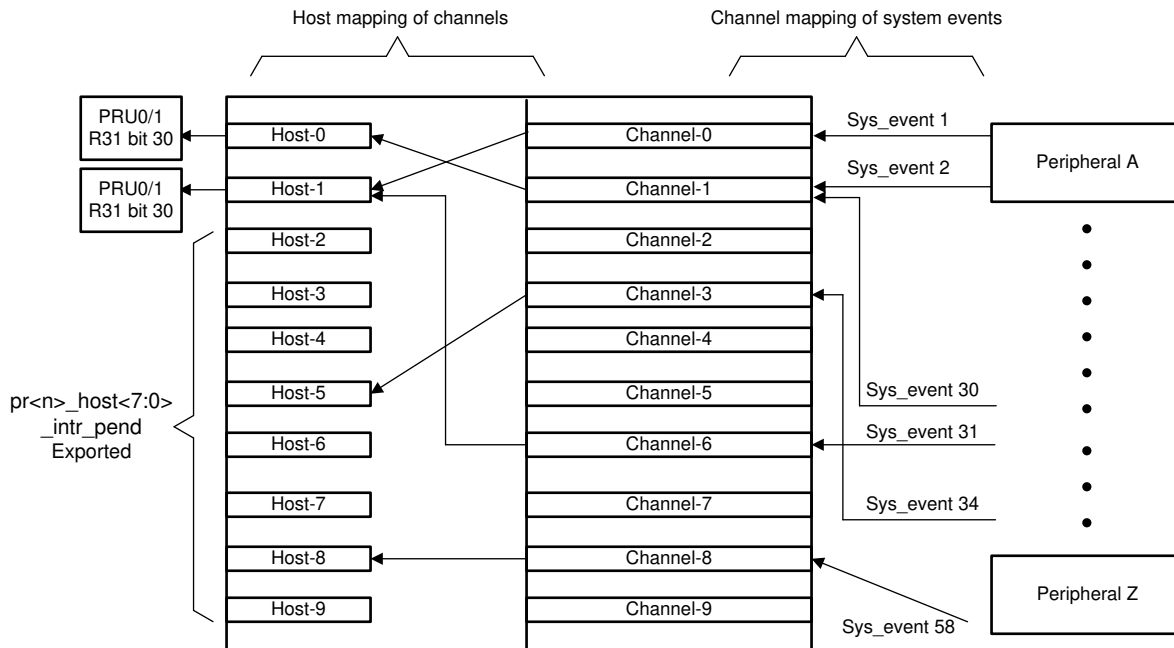 Host mapping of channels
Channel mapping of system events
PRU0/1
R31 bit 30
PRU0/1
R31 bit 30
pr<n>_host<7:0>
_intr_pend
Exported
Host-0
Host-1
Host-2
Host-3
Host-4
Host-5
Host-6
Host-7
Host-8
Host-9
Channel-0
Channel-1
Channel-2
Channel-3
Channel-4
Channel-5
Channel-6
Channel-7
Channel-8
Channel-9
Sys_event 1
Sys_event 2
Sys_event 30
Sys_event 31
Sys_event 34
Sys_event 58
Peripheral A
Peripheral Z